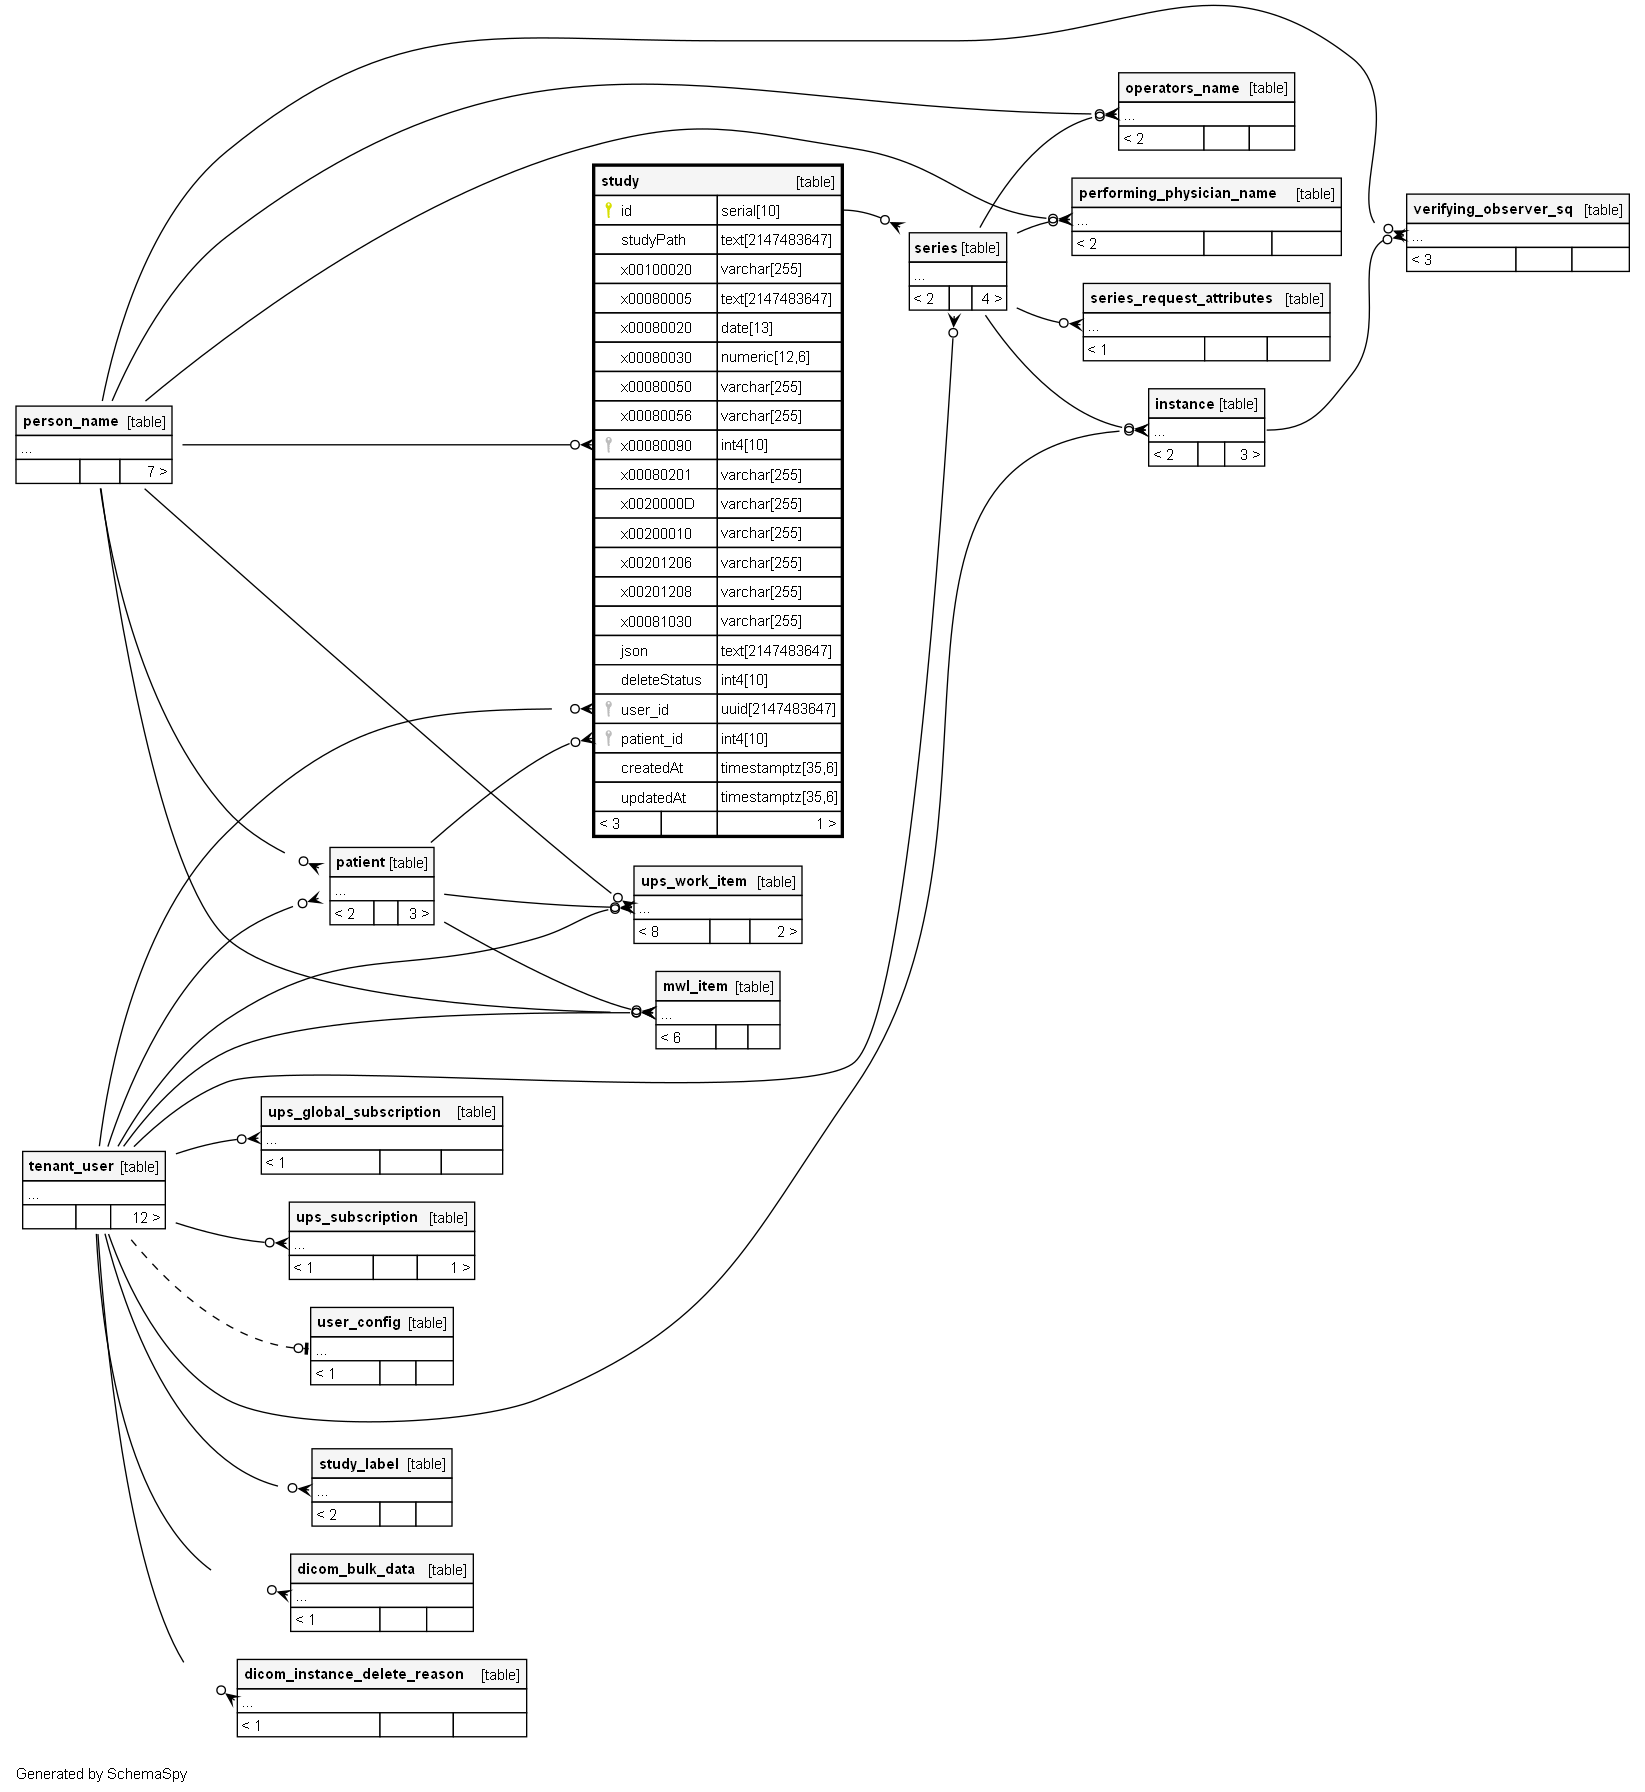 operators_name [table]
...
< 2
study [table]
id serial[10]
studyPath text[2147483647]
x00100020 varchar[255]
x00080005 text[2147483647]
x00080020 date[13]
x00080030 numeric[12,6]
x00080050 varchar[255]
x00080056 varchar[255]
x00080090 int4[10]
x00080201 varchar[255]
x0020000D varchar[255]
x00200010 varchar[255]
x00201206 varchar[255]
x00201208 varchar[255]
x00081030 varchar[255]
json text[2147483647]
deleteStatus int4[10]
user_id uuid[2147483647]
patient_id int4[10]
createdAt timestamptz[35,6]
updatedAt timestamptz[35,6]
< 3 1 >
performing_physician_name [table]
...
< 2
verifying_observer_sq [table]
...
< 3
series [table]
...
< 2 4 >
series_request_attributes [table]
...
< 1
instance [table]
...
< 2 3 >
person_name [table]
...
7 >
patient [table]
...
< 2 3 >
ups_work_item [table]
...
< 8 2 >
mwl_item [table]
...
< 6
ups_global_subscription [table]
...
< 1
tenant_user [table]
...
12 >
ups_subscription [table]
...
< 1 1 >
user_config [table]
...
< 1
study_label [table]
...
< 2
dicom_bulk_data [table]
...
< 1
dicom_instance_delete_reason [table]
...
< 1
Generated by SchemaSpy